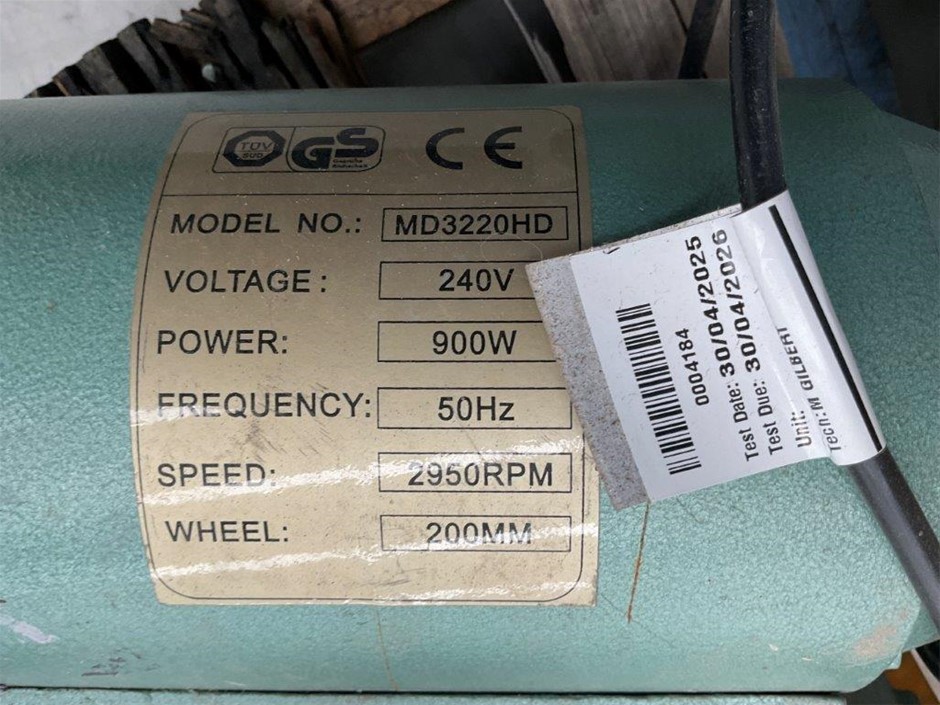 TÜV
SÜD
GS
CE
MODEL NO.: MD3220HD
VOLTAGE: 240V
POWER: 900W
FREQUENCY: 50Hz
SPEED: 2950RPM
WHEEL: 200MM
0004184
Test Date: 30/04/2025
Test Due: 30/04/2026
Unit:
Tech: M GILBERT